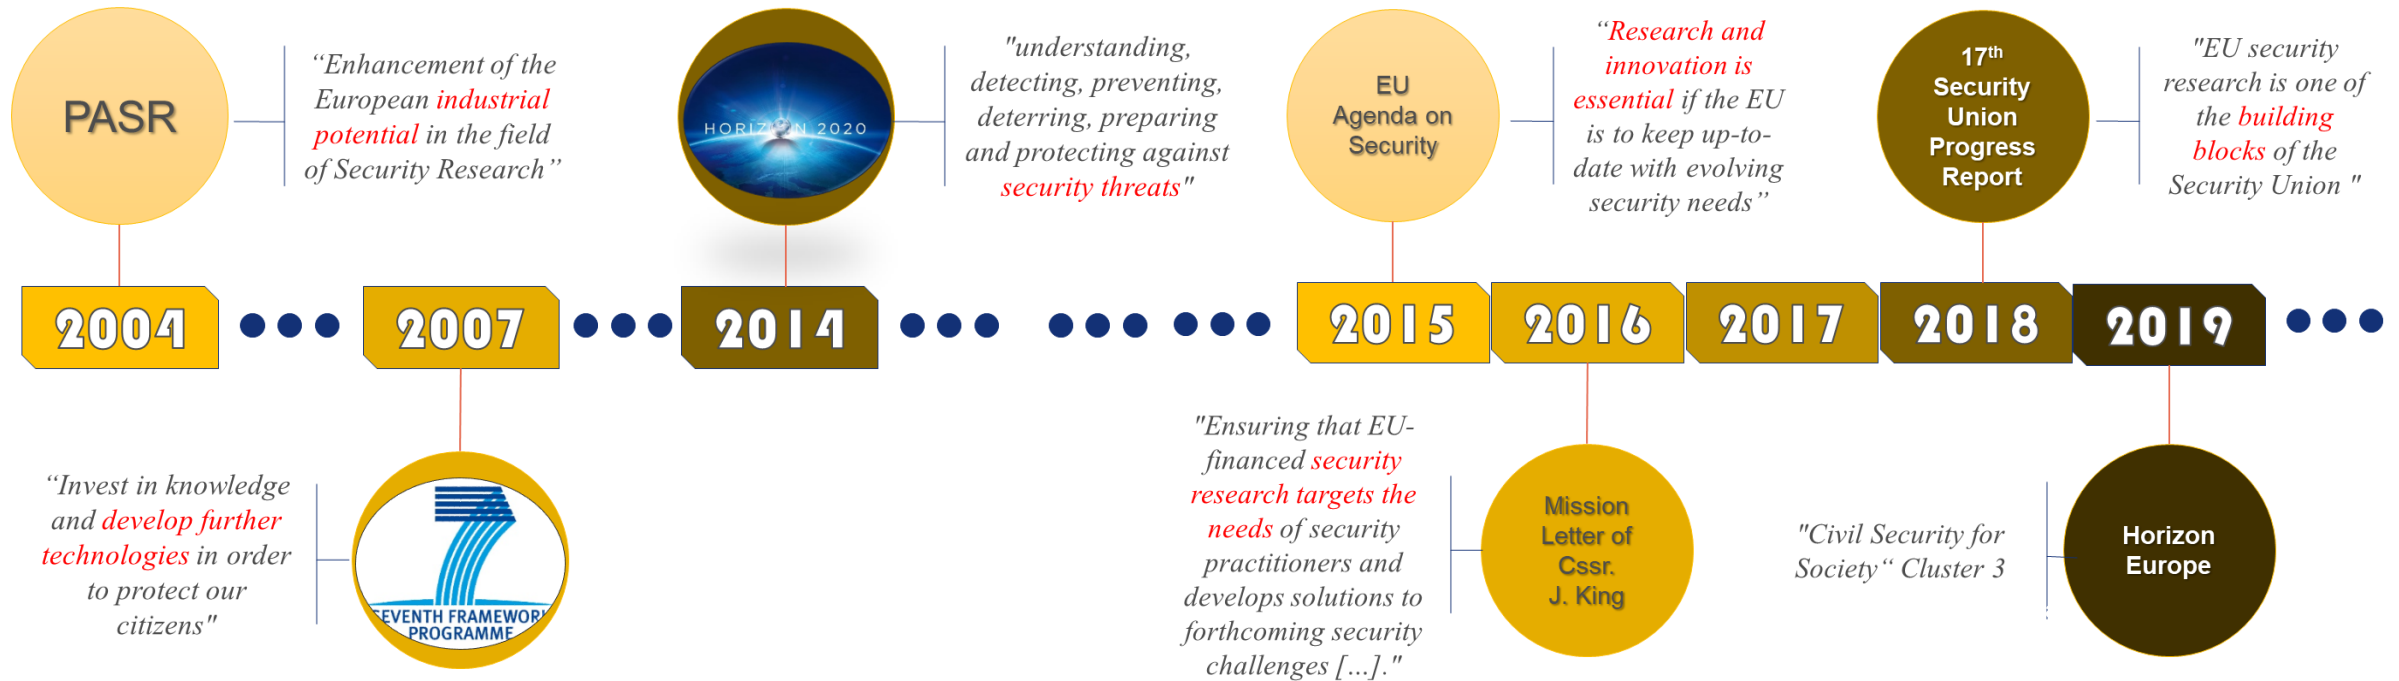 PASR
“Enhancement of the
European industrial
potential in the field
of Security Research”
HORIZON 2020
"understanding,
detecting, preventing,
deterring, preparing
and protecting against
security threats"
EU
Agenda on
Security
“Research and
innovation is
essential if the EU
is to keep up-to-
date with evolving
security needs”
17th
Security
Union
Progress
Report
"EU security
research is one of
the building
blocks of the
Security Union "
2004
2007
2014
2015
2016
2017
2018
2019
“Invest in knowledge
and develop further
technologies in order
to protect our
citizens"
7
SEVENTH FRAMEWORK
PROGRAMME
"Ensuring that EU-
financed security
research targets the
needs of security
practitioners and
develops solutions to
forthcoming security
challenges [...]."
Mission
Letter of
Cssr.
J. King
"Civil Security for
Society“ Cluster 3
Horizon
Europe